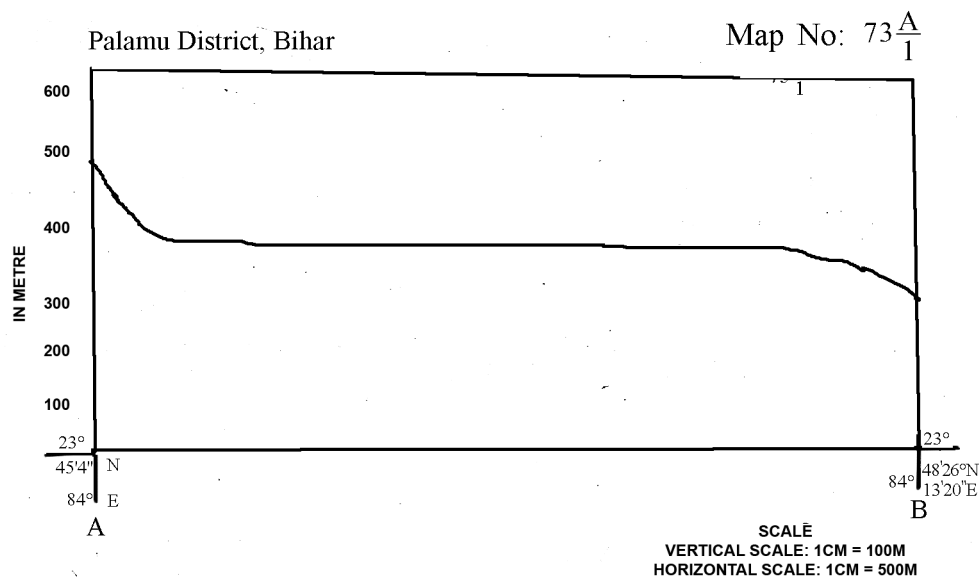 Palamu District, Bihar
Map No: 73 A/1
1
600
500
400
300
200
100
IN METRE
23°
45'4" N
84° E
A
23°
48'26°N
84° 13'20"E
B
SCALE
VERTICAL SCALE: 1CM = 100M
HORIZONTAL SCALE: 1CM = 500M